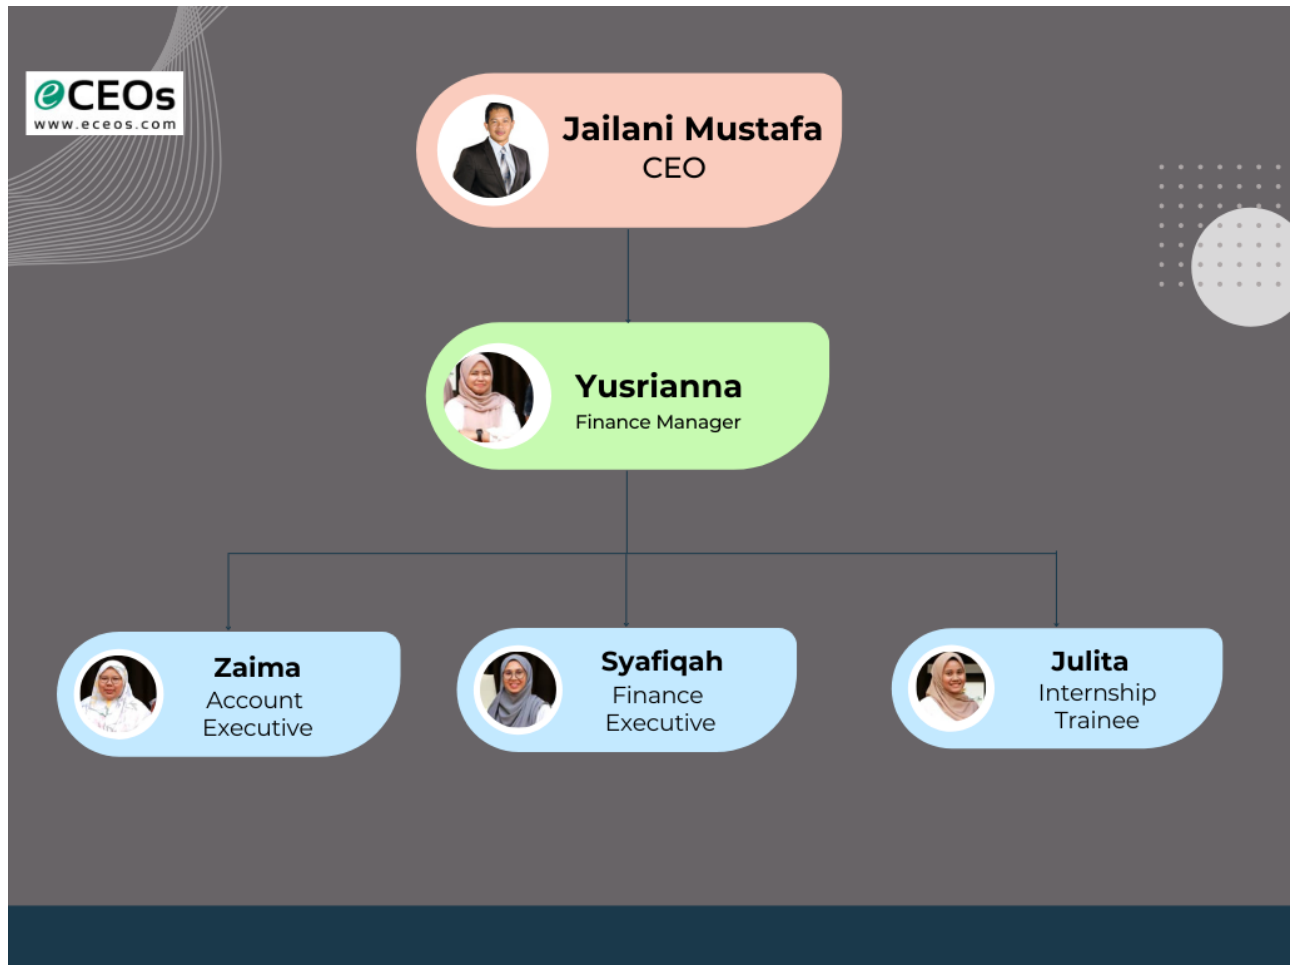 eCEOs
www.eceos.com
Jailani Mustafa
CEO
Yusrianna
Finance Manager
Zaima
Account
Executive
Syafiqah
Finance
Executive
Julita
Internship
Trainee